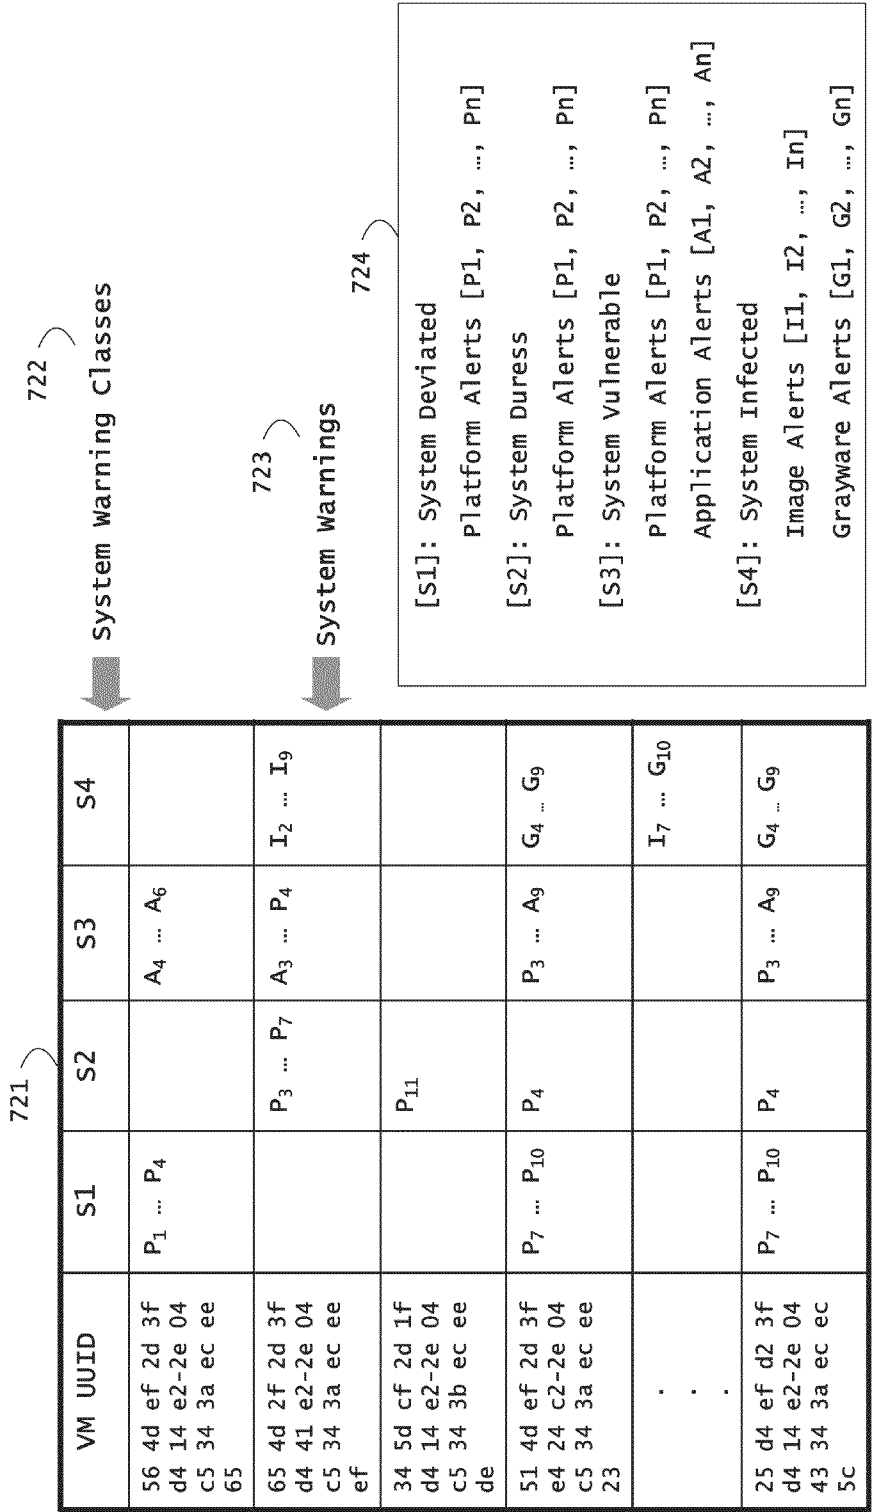 721
VM UUID S1 S2 S3 S4
56 4d ef 2d 3f
d4 14 e2-2e 04
c5 34 3a ec ee
65
P1 … P4
A4 … A6
65 4d 2f 2d 3f
d4 41 e2-2e 04
c5 34 3a ec ee
ef
P3 … P7
A3 … P4
I2 … I9
34 5d cf 2d 1f
d4 14 e2-2e 04
c5 34 3b ec ee
de
P11
51 4d ef 2d 3f
e4 24 c2-2e 04
c5 34 3a ec ee
23
P7 … P10
P4
P3 … A9
G4 … G9
. . .
I7 … G10
25 d4 ef d2 3f
d4 14 e2-2e 04
43 34 3a ec ec
5c
P7 … P10
P4
P3 … A9
G4 … G9
722
System Warning Classes
723
System Warnings
724
[S1]: System Deviated
Platform Alerts [P1, P2, …, Pn]
[S2]: System Duress
Platform Alerts [P1, P2, …, Pn]
[S3]: System Vulnerable
Platform Alerts [P1, P2, …, Pn]
Application Alerts [A1, A2, …, An]
[S4]: System Infected
Image Alerts [I1, I2, …, In]
Grayware Alerts [G1, G2, …, Gn]